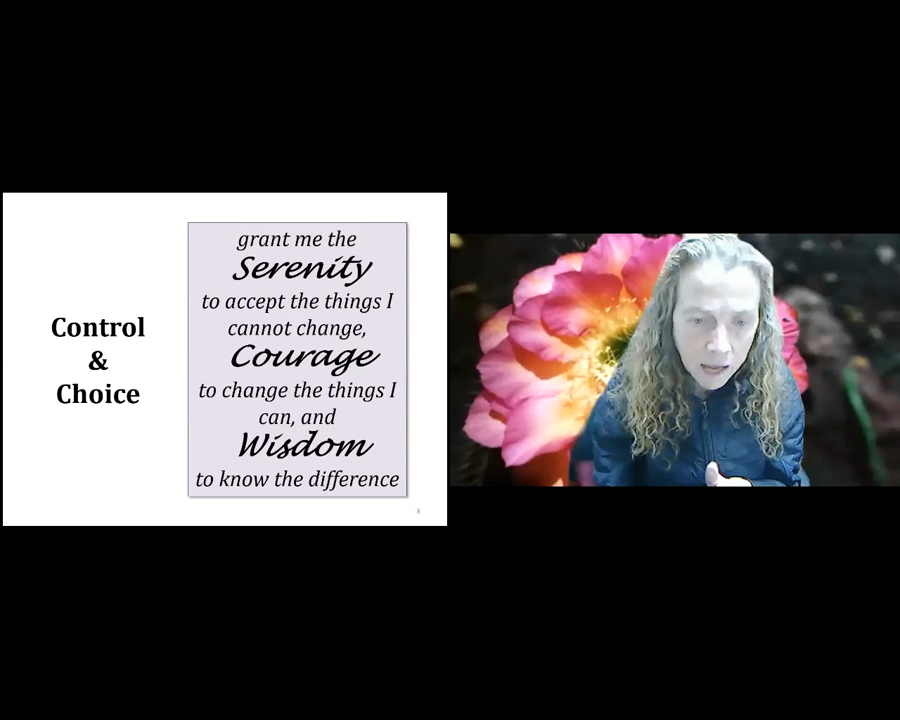 Control
&
Choice
grant me the
Serenity
to accept the things I
cannot change,
Courage
to change the things I
can, and
Wisdom
to know the difference
8